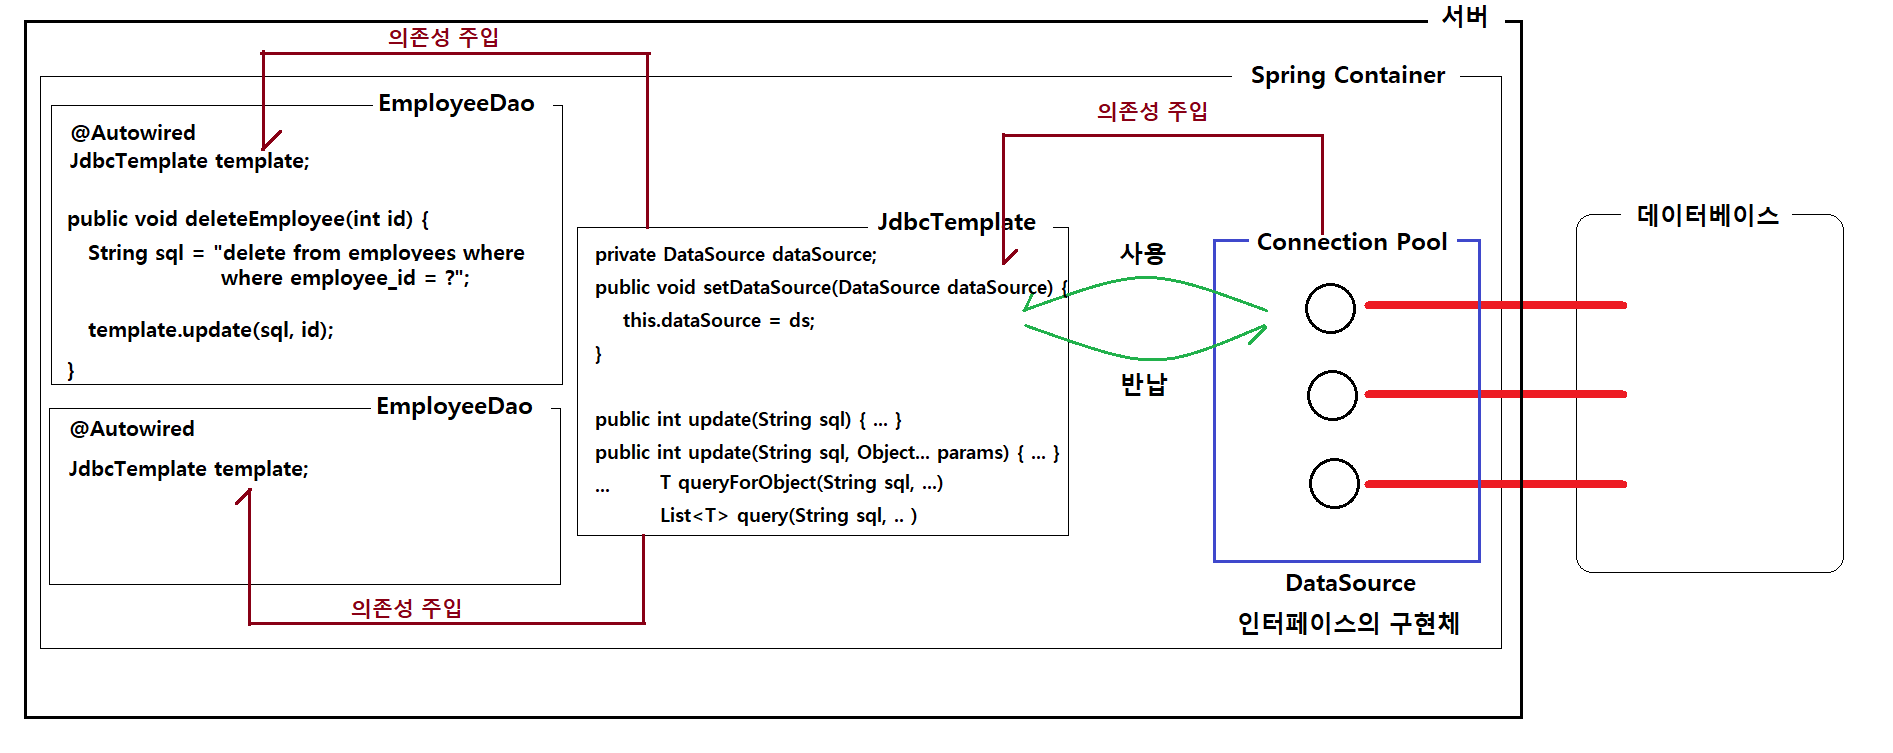 서버
의존성 주입
Spring Container
EmployeeDao
@Autowired
JdbcTemplate template;
public void deleteEmployee(int id) {
String sql = "delete from employees where
where employee_id = ?";
template.update(sql, id);
}
EmployeeDao
@Autowired
JdbcTemplate template;
의존성 주입
JdbcTemplate
private DataSource dataSource;
public void setDataSource(DataSource dataSource) {
this.dataSource = ds;
}
public int update(String sql) { ... }
public int update(String sql, Object... params) { ... }
... T queryForObject(String sql, ...)
List<T> query(String sql, .. )
의존성 주입
사용
반납
Connection Pool
DataSource
인터페이스의 구현체
데이터베이스